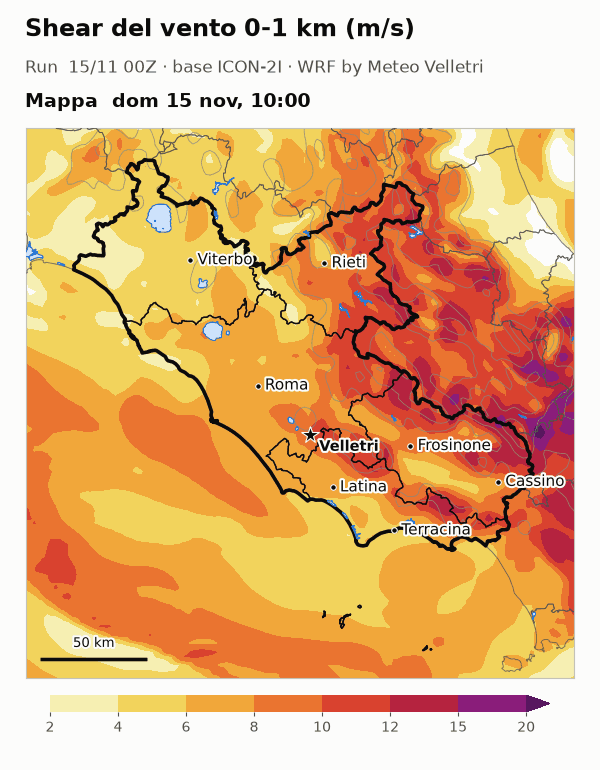 Shear del vento 0-1 km (m/s)
Run 15/11 00Z · base ICON-2I · WRF by Meteo Velletri
Mappa dom 15 nov, 10:00
Viterbo
Rieti
Roma
Velletri
Frosinone
Latina
Cassino
Terracina
50 km
2 4 6 8 10 12 15 20